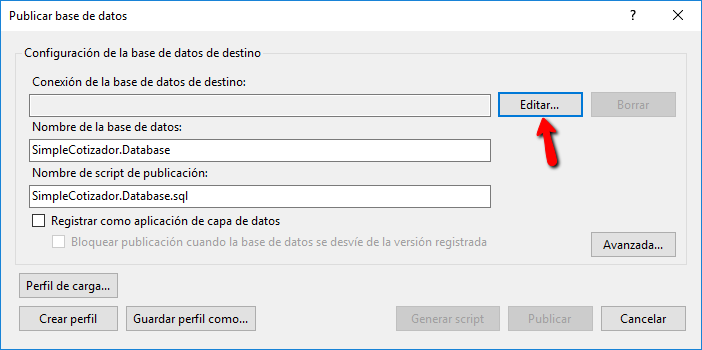 Publicar base de datos
?
Configuración de la base de datos de destino
Conexión de la base de datos de destino:
Editar...
Borrar
Nombre de la base de datos:
SimpleCotizador.Database
Nombre de script de publicación:
SimpleCotizador.Database.sql
Registrar como aplicación de capa de datos
Bloquear publicación cuando la base de datos se desvíe de la versión registrada
Avanzada...
Perfil de carga...
Crear perfil
Guardar perfil como...
Generar script
Publicar
Cancelar